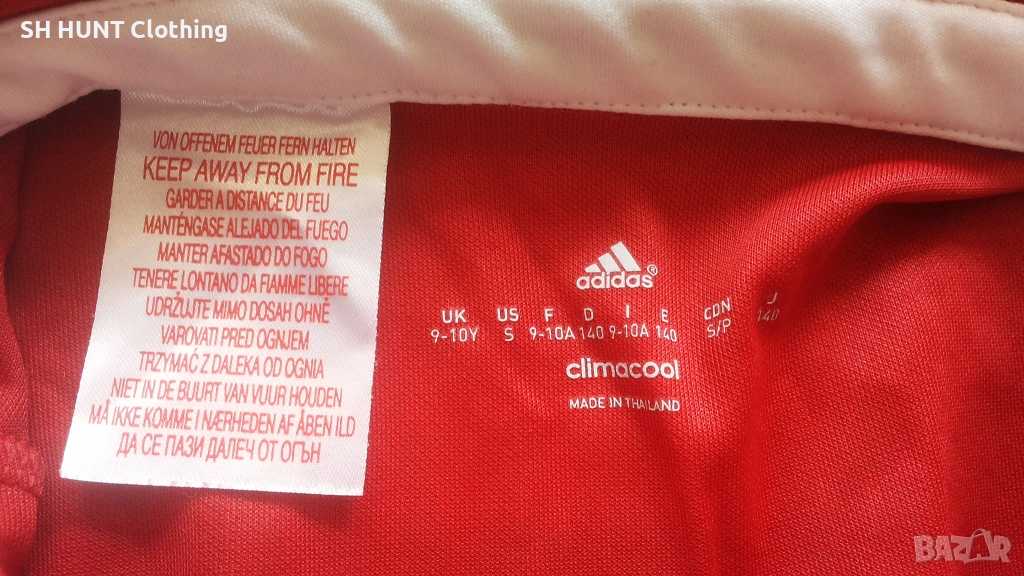 SH HUNT Clothing
VON OFFENEM FEUER FERN HALTEN
KEEP AWAY FROM FIRE
GARDER A DISTANCE DU FEU
MANTÉNGASE ALEJADO DEL FUEGO
MANTER AFASTADO DO FOGO
TENERE LONTANO DA FIAMME LIBERE
UDRŽUJTE MIMO DOSAH OHNĚ
VAROVATI PRED OGNJEM
TRZYMAĆ Z DALEKA OD OGNIA
NIET IN DE BUURT VAN VUUR HOUDEN
MÅ IKKE KOMME I NÆRHEDEN AF ÅBEN ILD
ДА СЕ ПАЗИ ДАЛЕЧ ОТ ОГЪН
adidas®
UK US F D I E CDN J
9-10Y S 9-10A 140 9-10A 140 S/P 140
climacool
MADE IN THAILAND
BAZAR